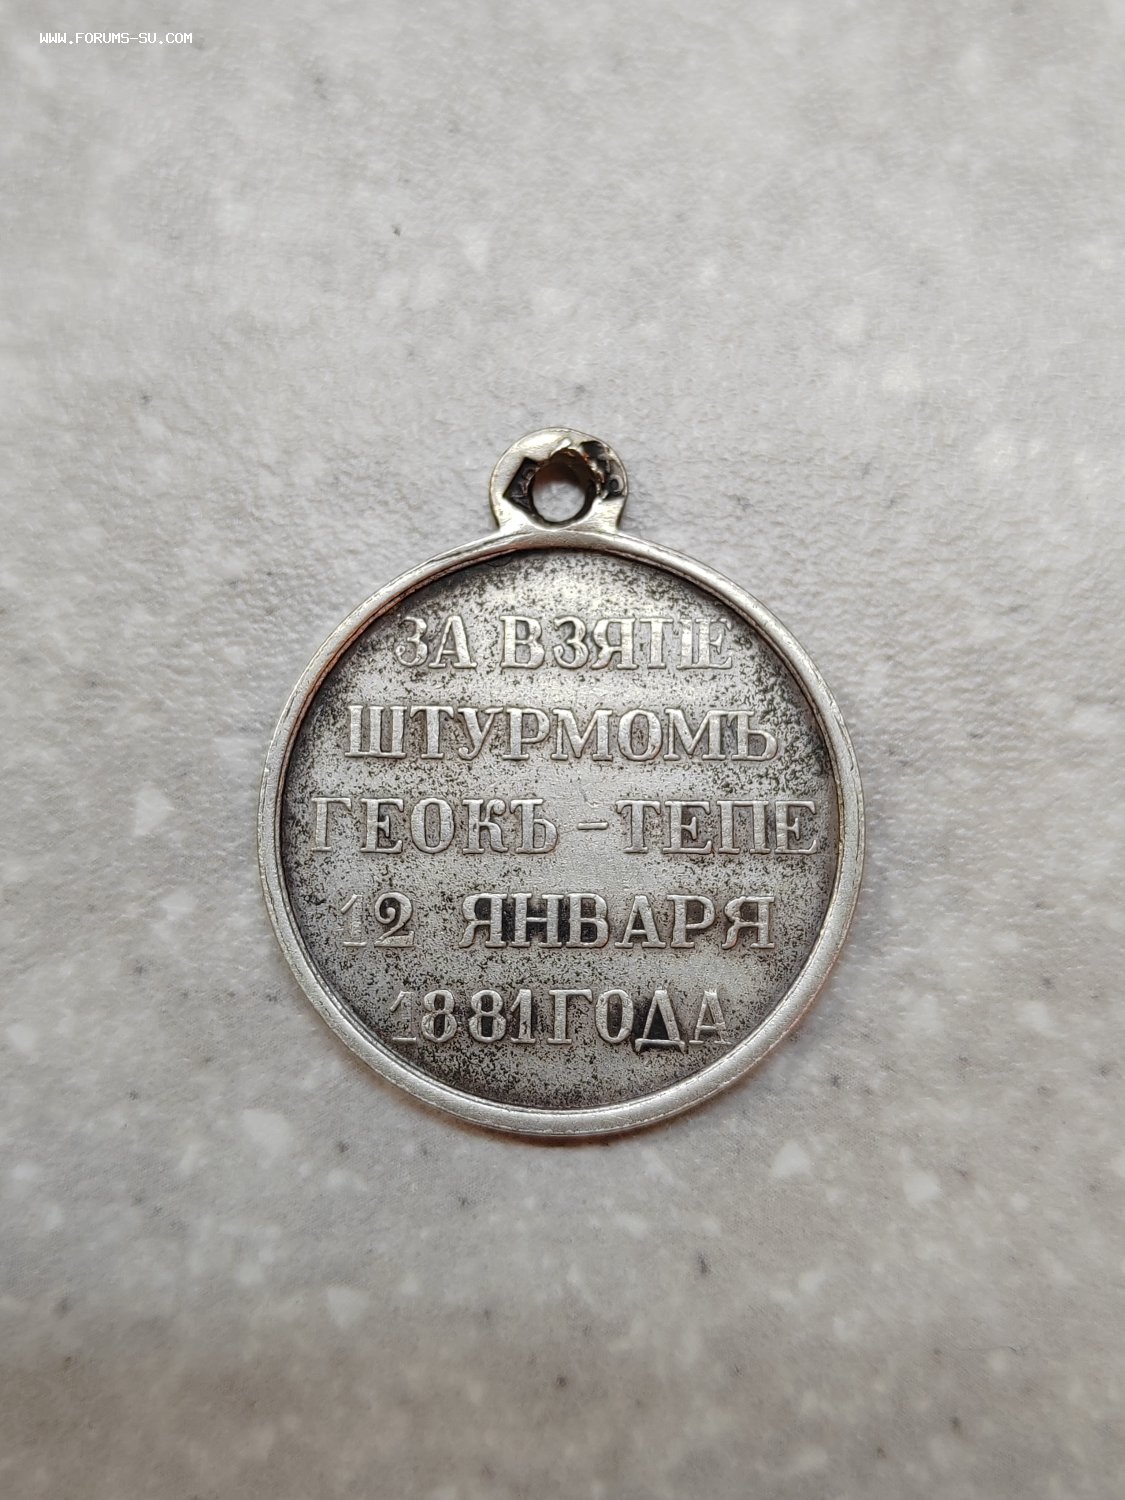 WWW.FORUMS-SU.COM
ЗА ВЗЯТІЕ
ШТУРМОМЪ
ГЕОКЪ-ТЕПЕ
12 ЯНВАРЯ
1881 ГОДА